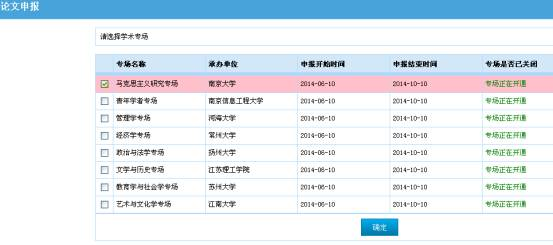 论文申报
请选择学术专场
专场名称 承办单位 申报开始时间 申报结束时间 专场是否已关闭
马克思主义研究专场 南京大学 2014-06-10 2014-10-10 专场正在开通
青年学者专场 南京信息工程大学 2014-06-10 2014-10-10 专场正在开通
管理学专场 河海大学 2014-06-10 2014-10-10 专场正在开通
经济学专场 常州大学 2014-06-10 2014-10-10 专场正在开通
政治与法学专场 扬州大学 2014-06-10 2014-10-10 专场正在开通
文学与历史专场 江苏理工学院 2014-06-10 2014-10-10 专场正在开通
教育学与社会学专场 苏州大学 2014-06-10 2014-10-10 专场正在开通
艺术与文化学专场 江南大学 2014-06-10 2014-10-10 专场正在开通
确定